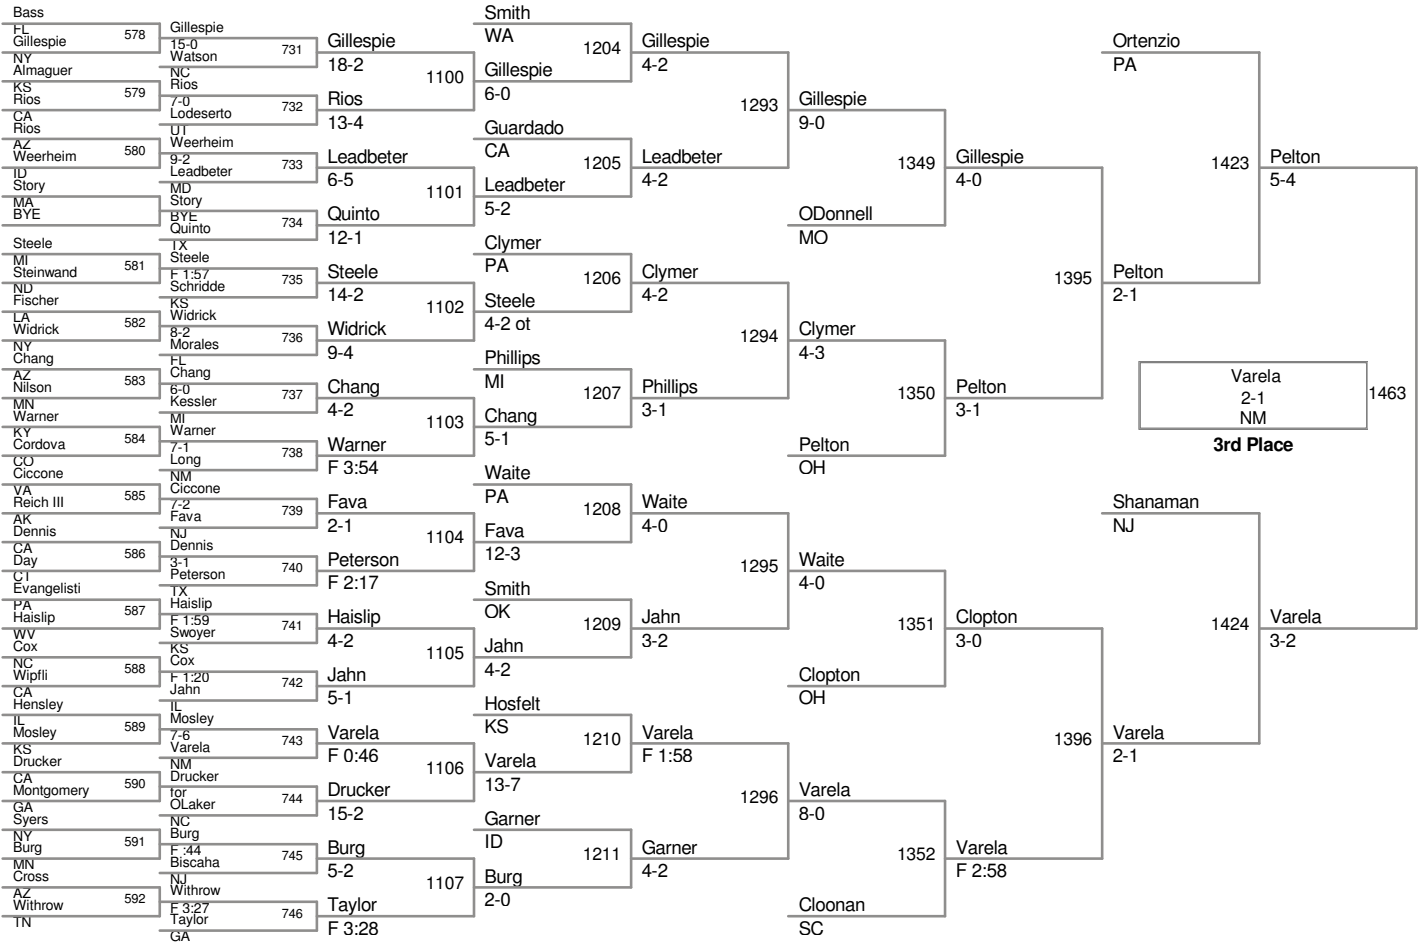 Bass
FL
578
Gillespie
NY
Almaguer
KS
579
Rios
CA
Rios
AZ
580
Weerheim
ID
Story
MA
BYE
Steele
MI
581
Steinwand
ND
Fischer
LA
582
Widrick
NY
Chang
AZ
583
Nilson
MN
Warner
KY
584
Cordova
CO
Ciccone
VA
585
Reich III
AK
Dennis
CA
586
Day
CT
Evangelisti
PA
587
Haislip
WV
Cox
NC
588
Wipfli
CA
Hensley
IL
589
Mosley
KS
Drucker
CA
590
Montgomery
GA
Syers
NY
591
Burg
MN
Cross
AZ
592
Withrow
TN
Gillespie
15-0
731
Watson
NC
Rios
7-0
732
Lodeserto
UT
Weerheim
9-2
733
Leadbeter
MD
Story
BYE
734
Quinto
TX
Steele
F 1:57
735
Schridde
KS
Widrick
8-2
736
Morales
FL
Chang
6-0
737
Kessler
MI
Warner
7-1
738
Long
NM
Ciccone
7-2
739
Fava
NJ
Dennis
3-1
740
Peterson
TX
Haislip
F 1:59
741
Swoyer
KS
Cox
F 1:20
742
Jahn
IL
Mosley
7-6
743
Varela
NM
Drucker
for
744
OLaker
NC
Burg
F :44
745
Biscaha
NJ
Withrow
F 3:27
746
Taylor
GA
Gillespie
18-2
1100
Rios
13-4
Leadbeter
6-5
1101
Quinto
12-1
Steele
14-2
1102
Widrick
9-4
Chang
4-2
1103
Warner
F 3:54
Fava
2-1
1104
Peterson
F 2:17
Haislip
4-2
1105
Jahn
5-1
Varela
F 0:46
1106
Drucker
15-2
Burg
5-2
1107
Taylor
F 3:28
Smith
WA
1204
Gillespie
6-0
Guardado
CA
1205
Leadbeter
5-2
Clymer
PA
1206
Steele
4-2 ot
Phillips
MI
1207
Chang
5-1
Waite
PA
1208
Fava
12-3
Smith
OK
1209
Jahn
4-2
Hosfelt
KS
1210
Varela
13-7
Garner
ID
1211
Burg
2-0
Gillespie
4-2
1293
Leadbeter
4-2
Clymer
4-2
1294
Phillips
3-1
Waite
4-0
1295
Jahn
3-2
Varela
F 1:58
1296
Garner
4-2
Gillespie
9-0
1349
ODonnell
MO
Clymer
4-3
1350
Pelton
OH
Waite
4-0
1351
Clopton
OH
Varela
8-0
1352
Cloonan
SC
Gillespie
4-0
1395
Pelton
3-1
Clopton
3-0
1396
Varela
F 2:58
Ortenzio
PA
1423
Pelton
2-1
Shanaman
NJ
1424
Varela
2-1
Pelton
5-4
1463
Varela
3-2
Varela
2-1
NM
3rd Place